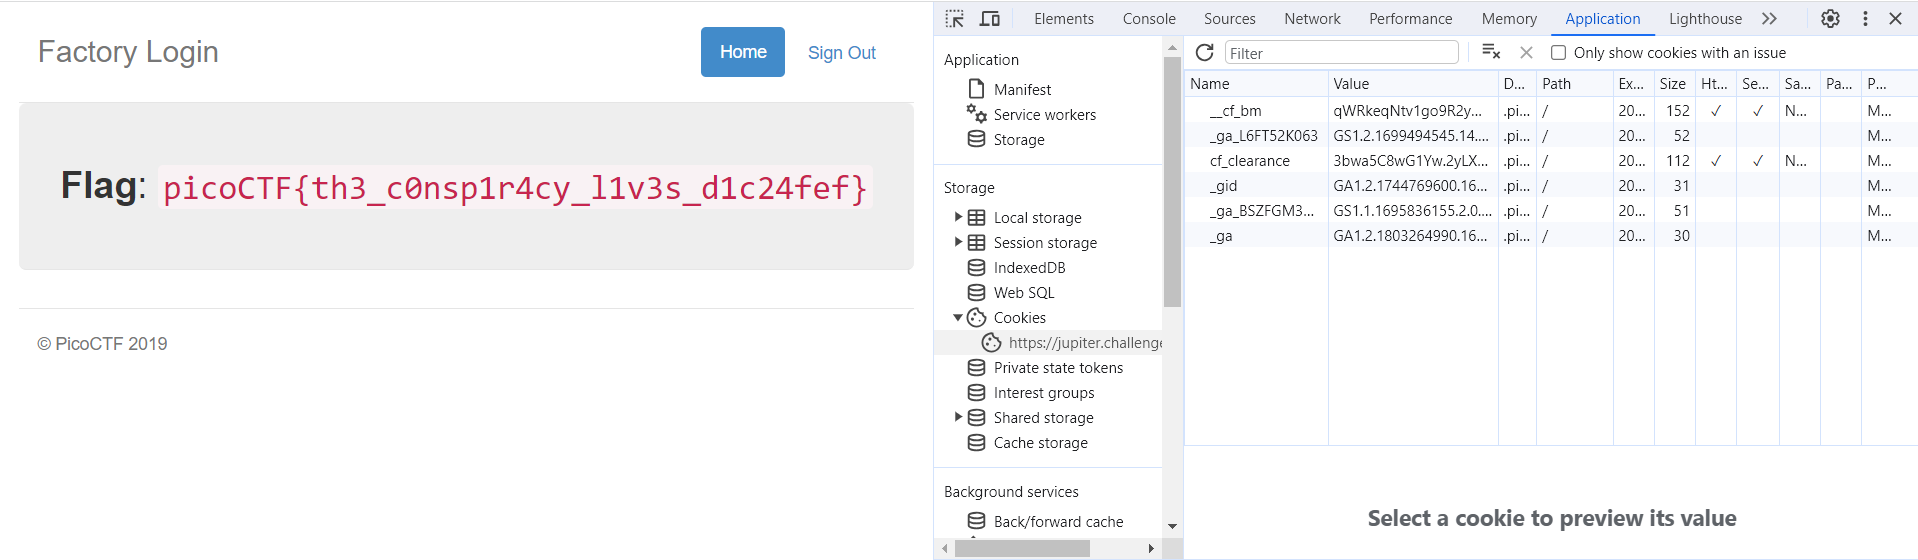 Factory Login
Home
Sign Out
Flag: picoCTF{th3_c0nsp1r4cy_l1v3s_d1c24fef}
© PicoCTF 2019
Elements Console Sources Network Performance Memory Application Lighthouse
Application
Manifest
Service workers
Storage
Storage
Local storage
Session storage
IndexedDB
Web SQL
Cookies
https://jupiter.challenge
Private state tokens
Interest groups
Shared storage
Cache storage
Background services
Back/forward cache
Filter
Only show cookies with an issue
Name Value D... Path Ex... Size Ht... Se... Sa... Pa... P...
__cf_bm qWRkeqNtv1go9R2y... .pi... / 20... 152 ✓ ✓ N... M...
_ga_L6FT52K063 GS1.2.1699494545.14.... .pi... / 20... 52 M...
cf_clearance 3bwa5C8wG1Yw.2yLX... .pi... / 20... 112 ✓ ✓ N... M...
_gid GA1.2.1744769600.16... .pi... / 20... 31 M...
_ga_BSZFGM3... GS1.1.1695836155.2.0.... .pi... / 20... 51 M...
_ga GA1.2.1803264990.16... .pi... / 20... 30 M...
Select a cookie to preview its value